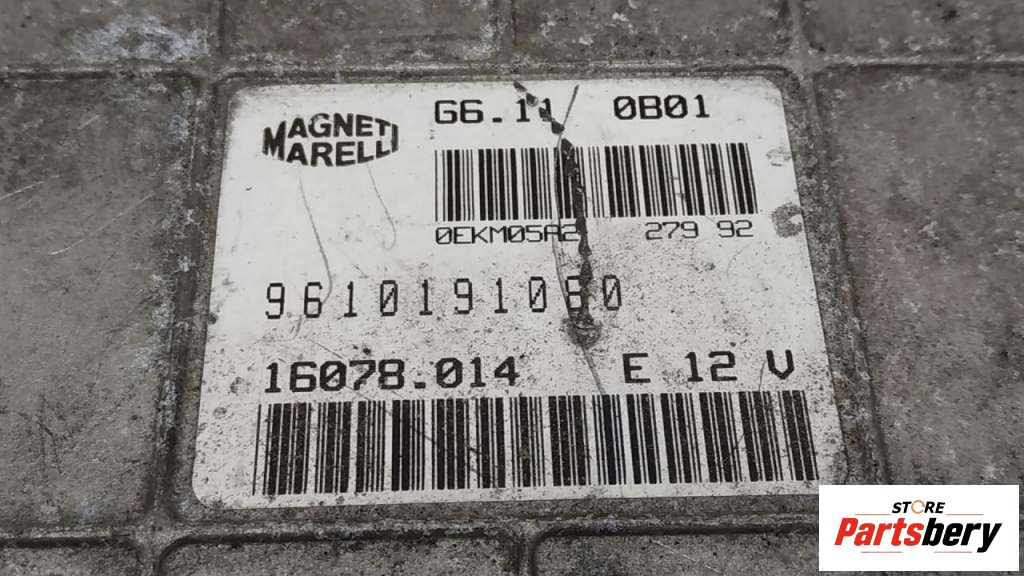 MAGNETI
MARELLI
G6.11 0B01
0EKM05A2 279 92
9610191080
16078.014 E 12 V
STORE
Partsbery